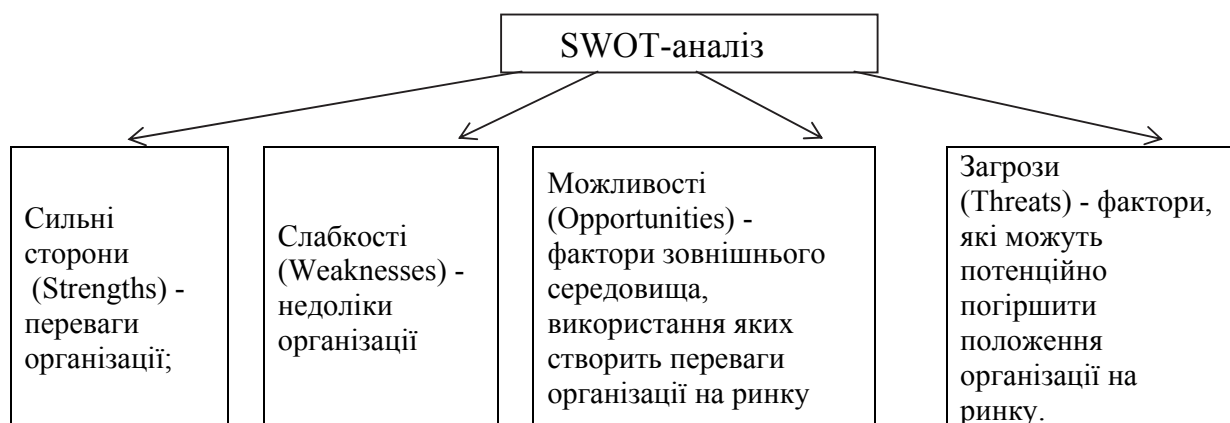 SWOT-аналіз
Сильні
сторони
(Strengths) -
переваги
організації;
Слабкості
(Weaknesses) -
недоліки
організації
Можливості
(Opportunities) -
фактори зовнішнього
середовища,
використання яких
створить переваги
організації на ринку
Загрози
(Threats) - фактори,
які можуть
потенційно
погіршити
положення
організації на
ринку.